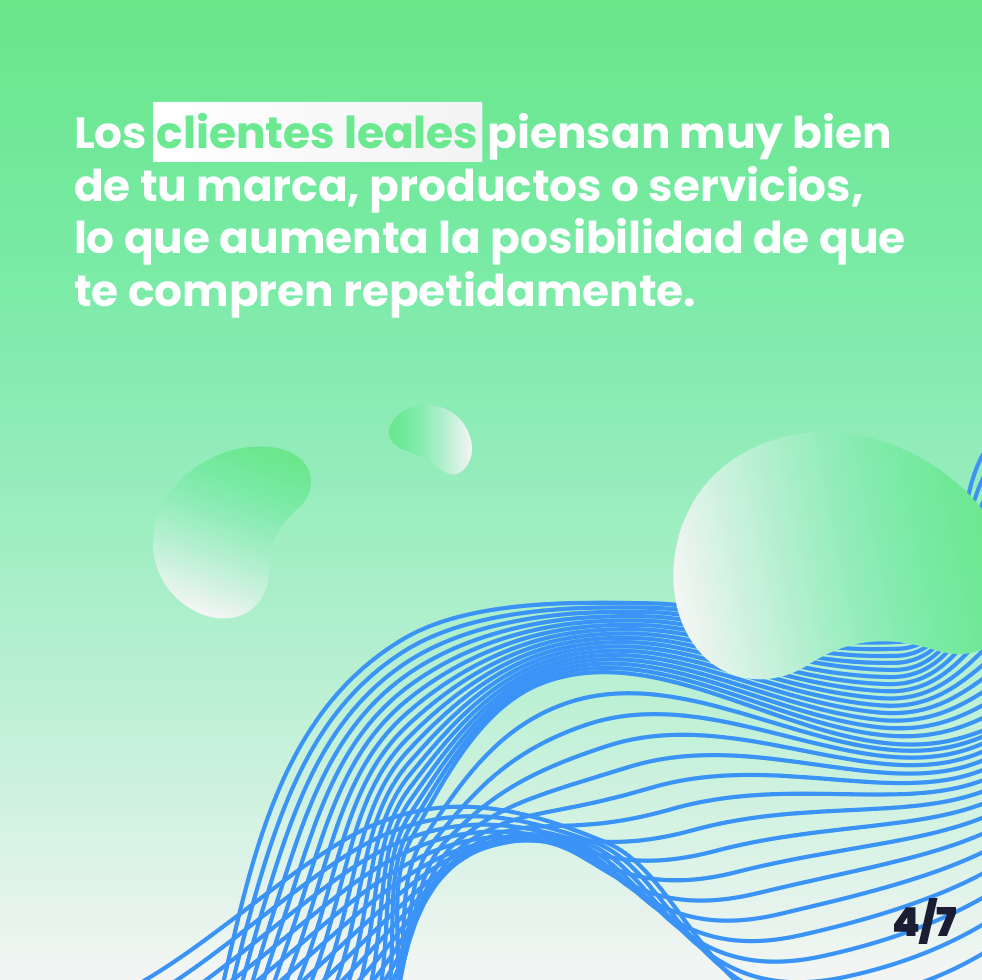 Los clientes leales piensan muy bien
de tu marca, productos o servicios,
lo que aumenta la posibilidad de que
te compren repetidamente.
4/7